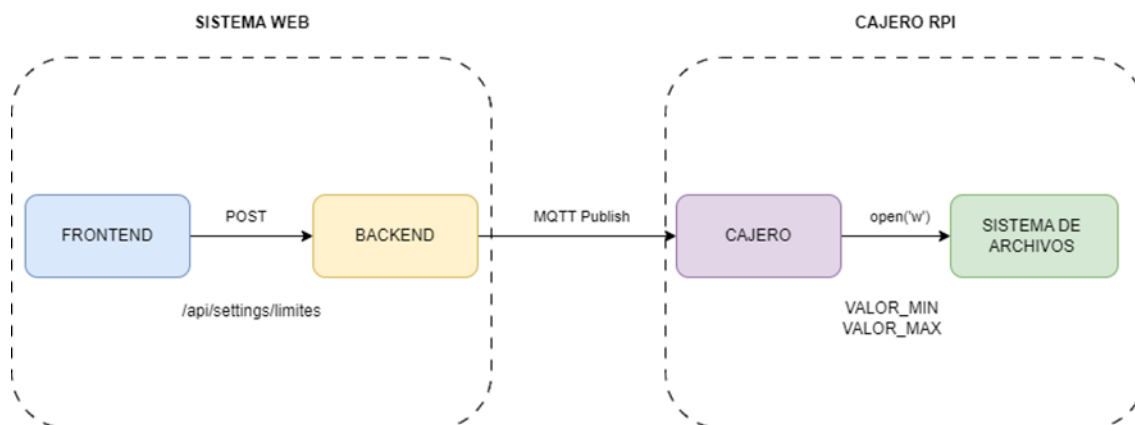 SISTEMA WEB
CAJERO RPI
FRONTEND
POST
BACKEND
MQTT Publish
CAJERO
open('w')
SISTEMA DE
ARCHIVOS
/api/settings/limites
VALOR_MIN
VALOR_MAX